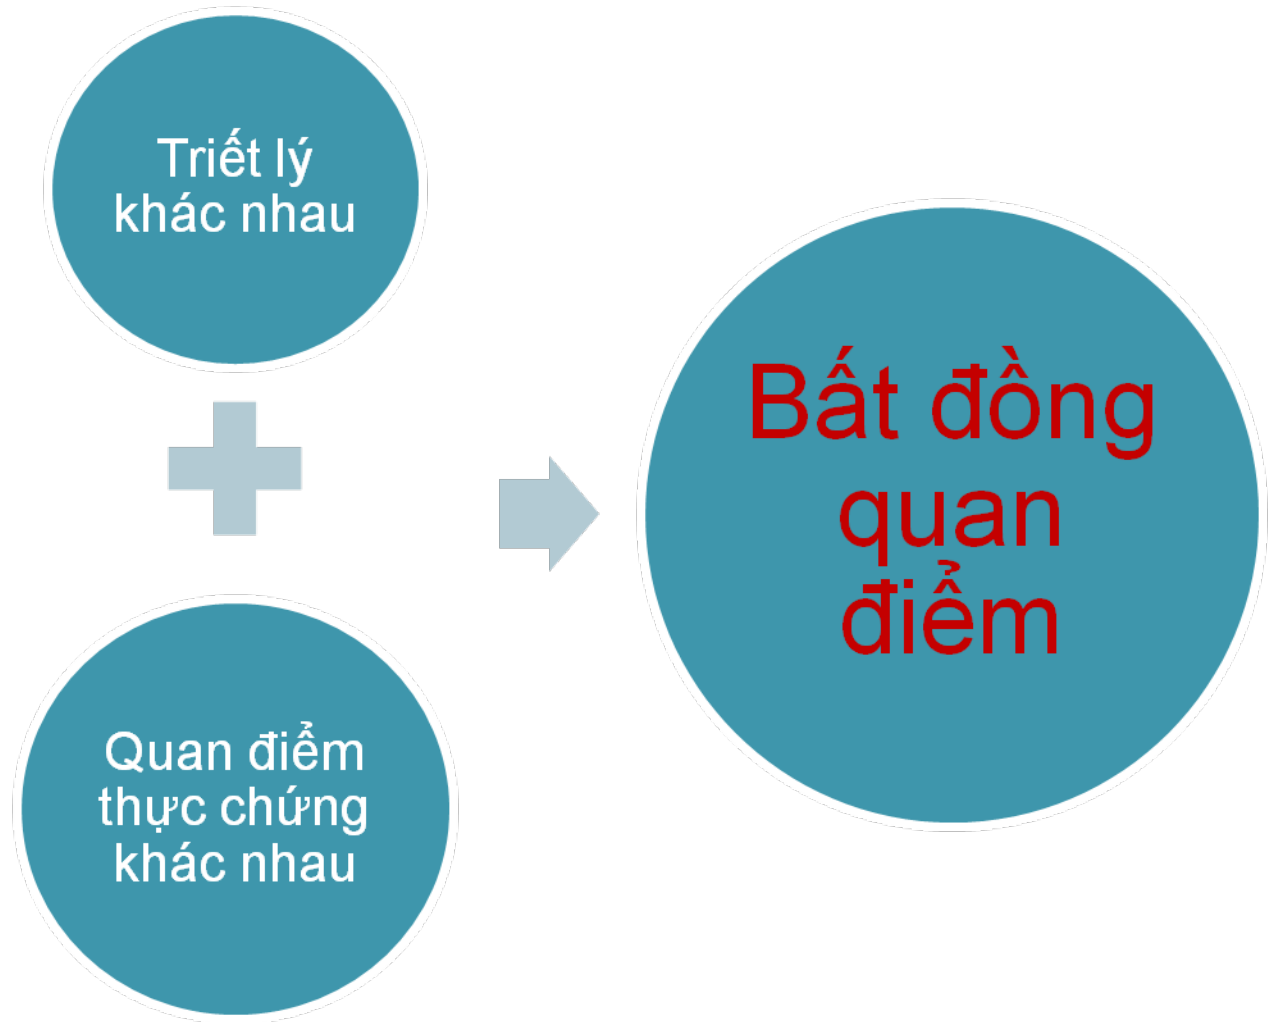 Triết lý
khác nhau
Quan điểm
thực chứng
khác nhau
Bất đồng
quan
điểm